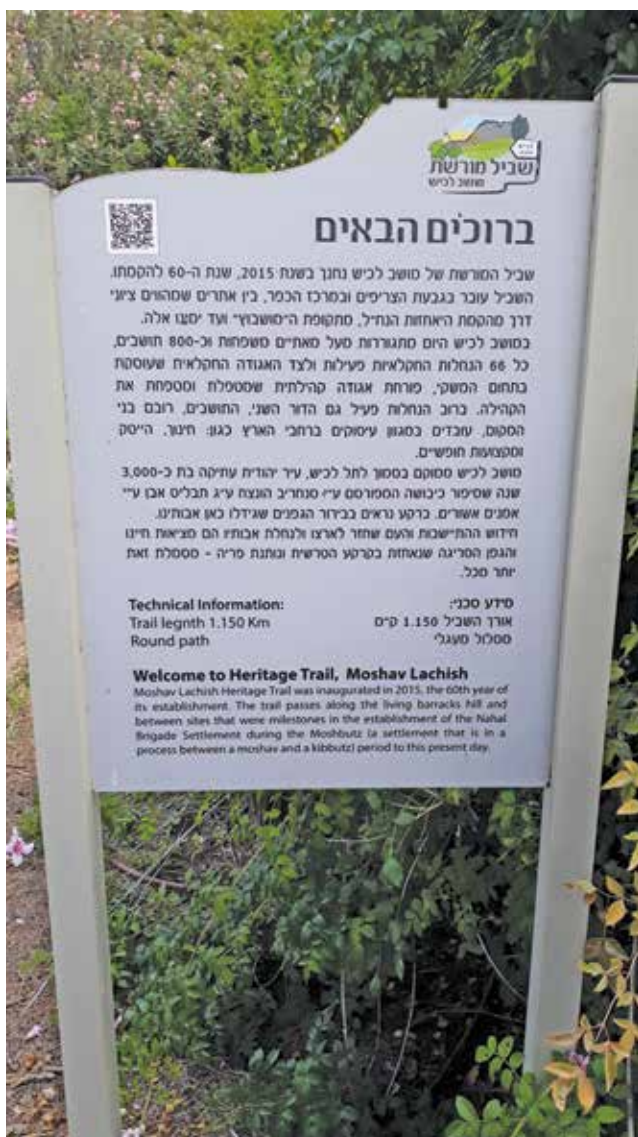 שביל מורשת
מושב לכיש
ברוכים הבאים
שביל המורשת של מושב לכיש נחנך בשנת 2015, שנת ה-60 להקמתו.
השביל עובר בגבעת הצריפים ובמרכז הכפר, בין אתרים שמהווים ציוני
דרך מהקמת היאחזות הנח״ל, מתקופת ה״מושבוץ״ ועד ימינו אלה.
במושב לכיש היום מתגוררות מעל מאתיים משפחות וכ-800 תושבים,
כל 66 הנחלות החקלאיות פעילות ולצד האגודה החקלאית שעוסקת
בתחום המשקי, פורחת אגודה קהילתית שמטפלת ומטפחת את
הקהילה. ברוב הנחלות פעיל גם הדור השני, התושבים, רובם בני
המקום, עובדים במגוון עיסוקים ברחבי הארץ כגון: חינוך, הייטק
ומקצועות חופשיים.
מושב לכיש ממוקם בסמוך לתל לכיש, עיר יהודית עתיקה בת כ-3,000
שנה שסיפור כיבושה המפורסם ע״י סנחריב הונצח ע״ג תבליט אבן ע״י
אמנים אשורים. ברקע נראים בבירור הגפנים שגידלו כאן אבותינו.
חידוש ההתיישבות והעם שחזר לארצו ולנחלת אבותיו הם מציאות חיינו
והגפן הסריגה שנאחזת בקרקע הטרשית ונותנת פריה - מסמלת זאת
יותר מכל.
מידע טכני:
אורך השביל 1.150 ק״מ
מסלול מעגלי
Technical Information:
Trail legnth 1.150 Km
Round path
Welcome to Heritage Trail, Moshav Lachish
Moshav Lachish Heritage Trail was inaugurated in 2015, the 60th year of
its establishment. The trail passes along the living barracks hill and
between sites that were milestones in the establishment of the Nahal
Brigade Settlement during the Moshbutz (a settlement that is in a
process between a moshav and a kibbutz) period to this present day.